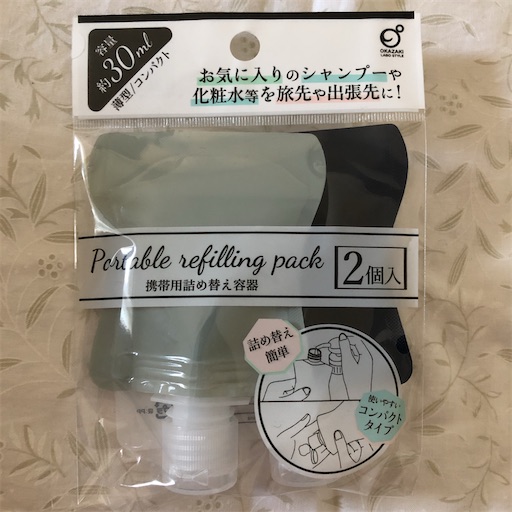 容量
約30ml
薄型/コンパクト
OKAZAKI
LABO STYLE
お気に入りのシャンプーや
化粧水等を旅先や出張先に!
Portable refilling pack
携帯用詰め替え容器
2個入
詰め替え
簡単
使いやすい
コンパクト
タイプ